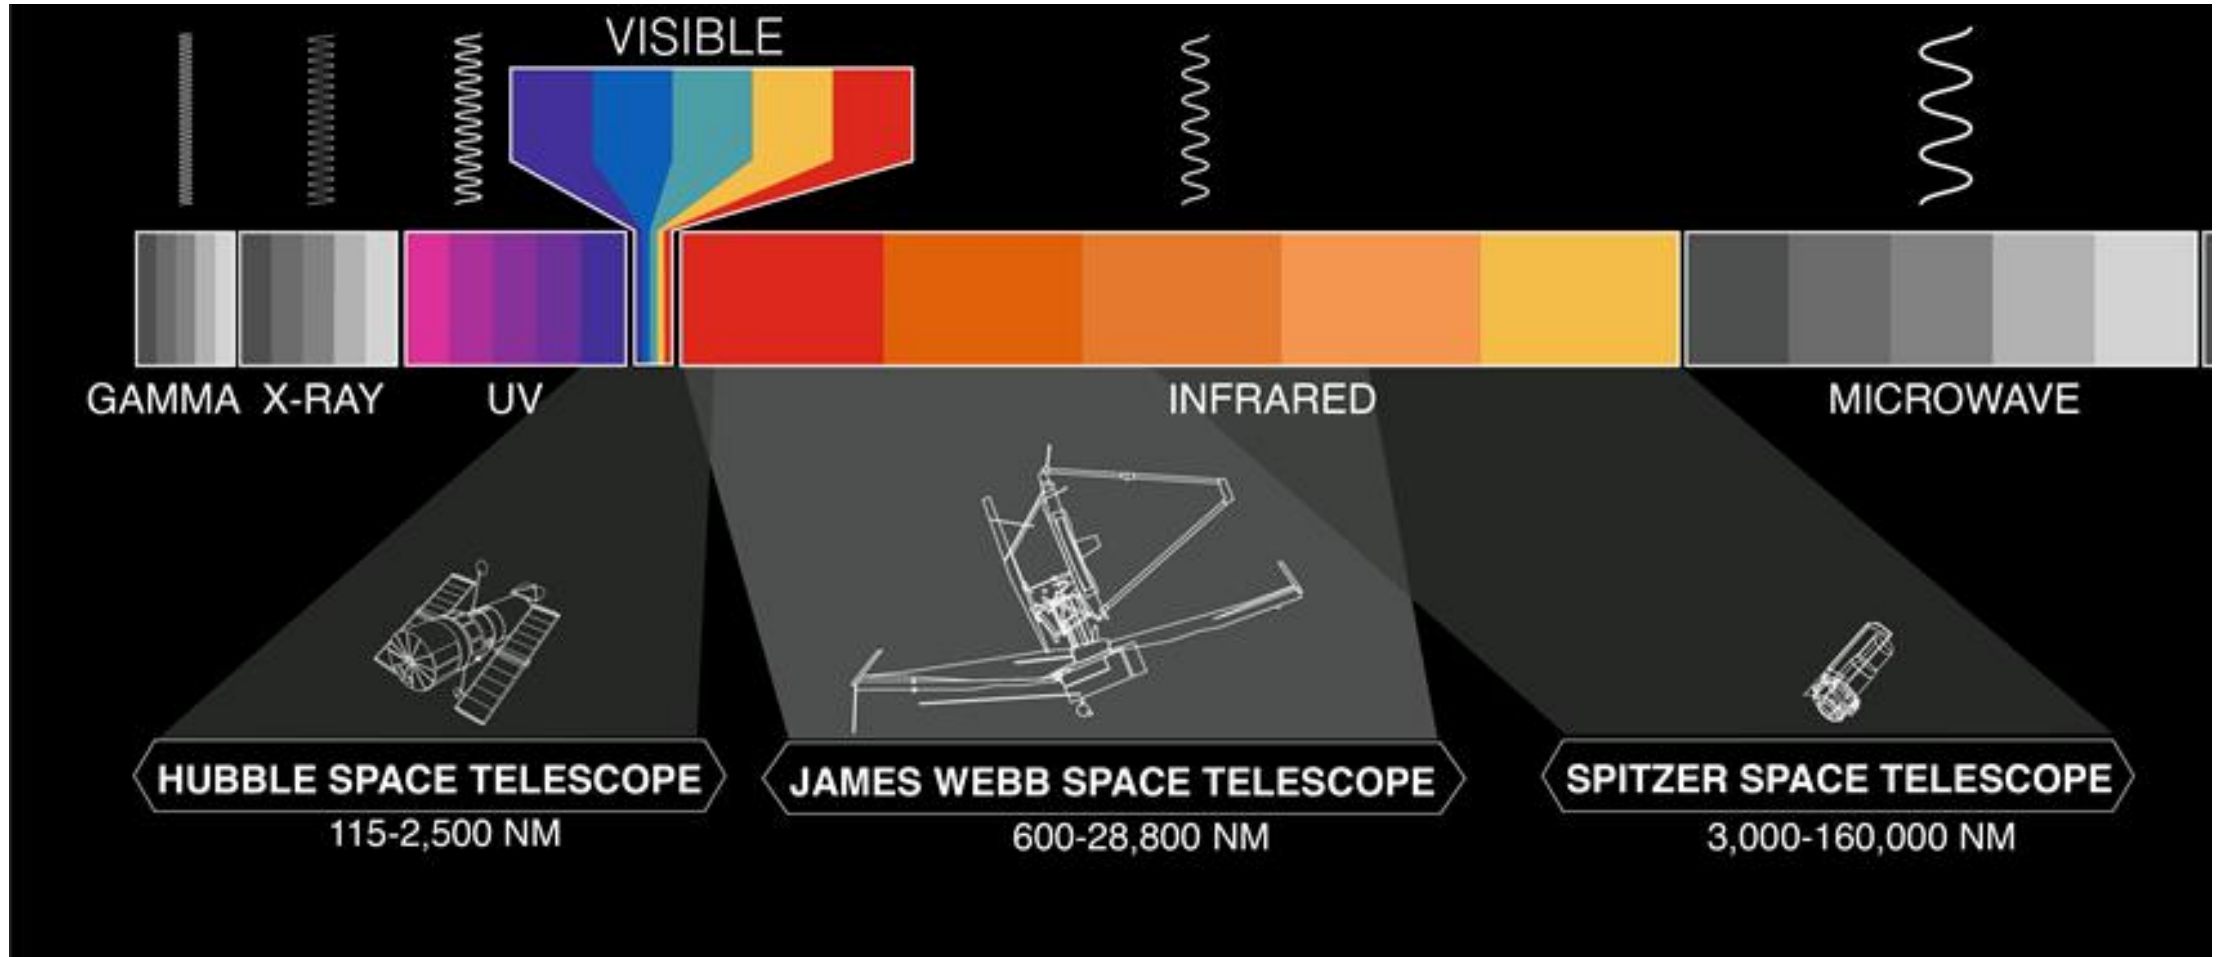 VISIBLE
GAMMA X-RAY UV INFRARED MICROWAVE
HUBBLE SPACE TELESCOPE
115-2,500 NM
JAMES WEBB SPACE TELESCOPE
600-28,800 NM
SPITZER SPACE TELESCOPE
3,000-160,000 NM